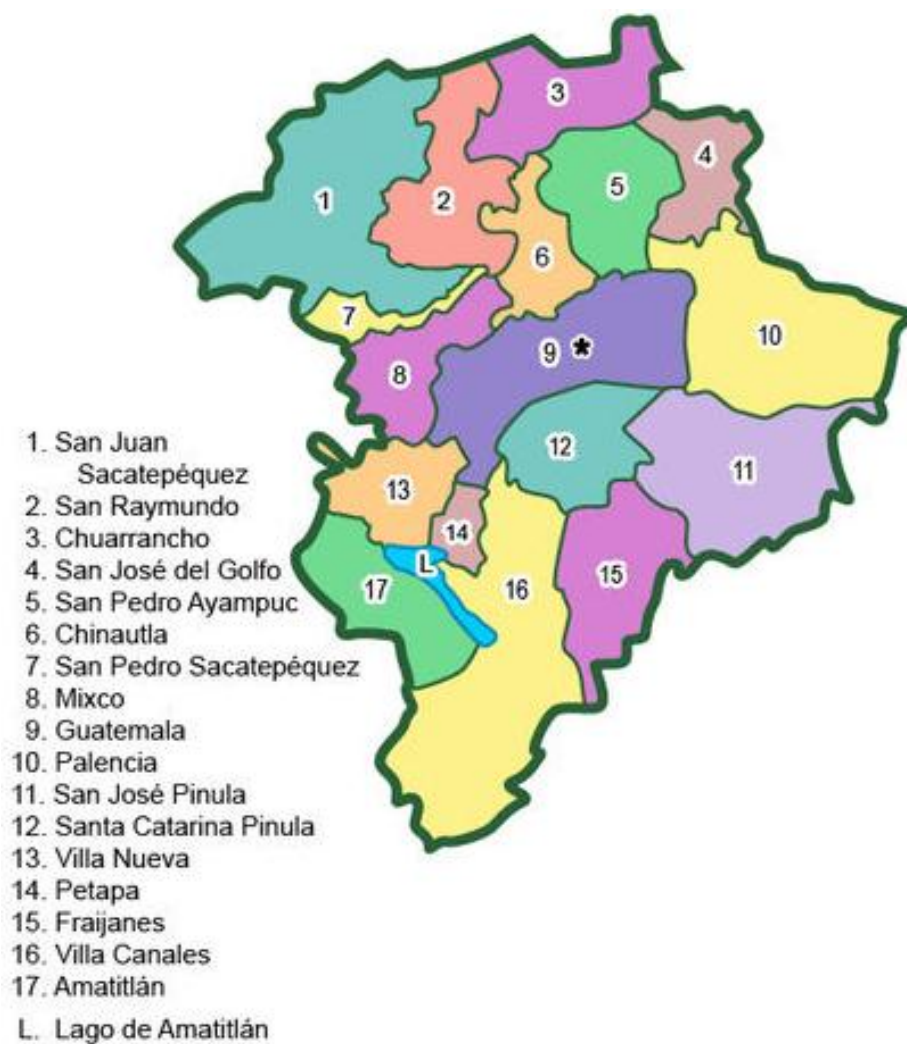 3
4
1
2
5
6
7
10
9 *
8
12
11
13
14
L
15
17
16
1. San Juan
Sacatepéquez
2. San Raymundo
3. Chuarrancho
4. San José del Golfo
5. San Pedro Ayampuc
6. Chinautla
7. San Pedro Sacatepéquez
8. Mixco
9. Guatemala
10. Palencia
11. San José Pinula
12. Santa Catarina Pinula
13. Villa Nueva
14. Petapa
15. Fraijanes
16. Villa Canales
17. Amatitlán
L. Lago de Amatitlán